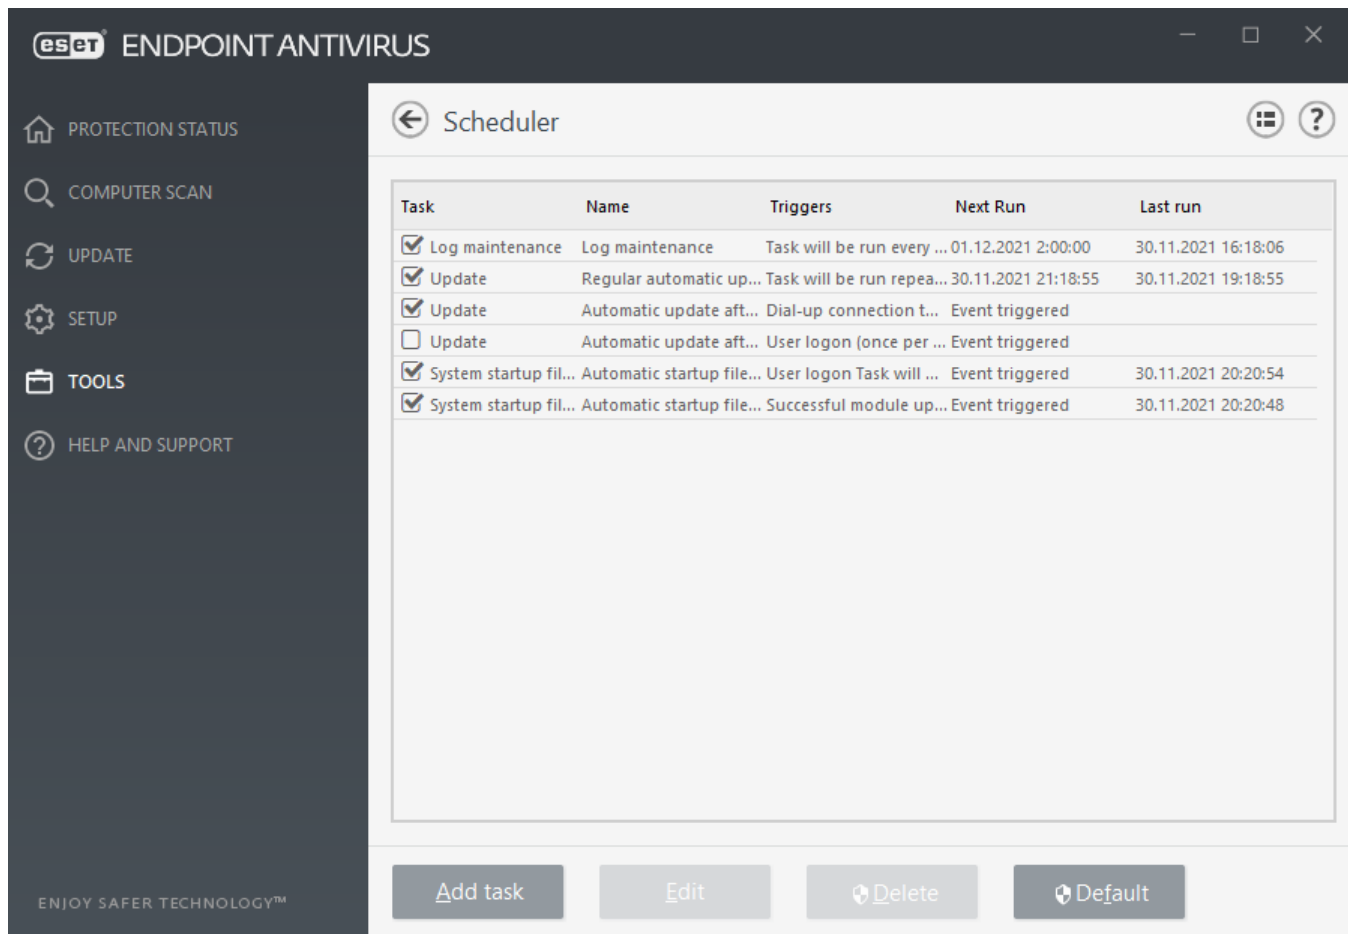 eset ENDPOINT ANTIVIRUS
PROTECTION STATUS
COMPUTER SCAN
UPDATE
SETUP
TOOLS
HELP AND SUPPORT
ENJOY SAFER TECHNOLOGY™
Scheduler
?
Task Name Triggers Next Run Last run
Log maintenance Log maintenance Task will be run every ... 01.12.2021 2:00:00 30.11.2021 16:18:06
Update Regular automatic up... Task will be run repea... 30.11.2021 21:18:55 30.11.2021 19:18:55
Update Automatic update aft... Dial-up connection t... Event triggered
Update Automatic update aft... User logon (once per ... Event triggered
System startup fil... Automatic startup file... User logon Task will ... Event triggered 30.11.2021 20:20:54
System startup fil... Automatic startup file... Successful module up... Event triggered 30.11.2021 20:20:48
Add task Edit Delete Default